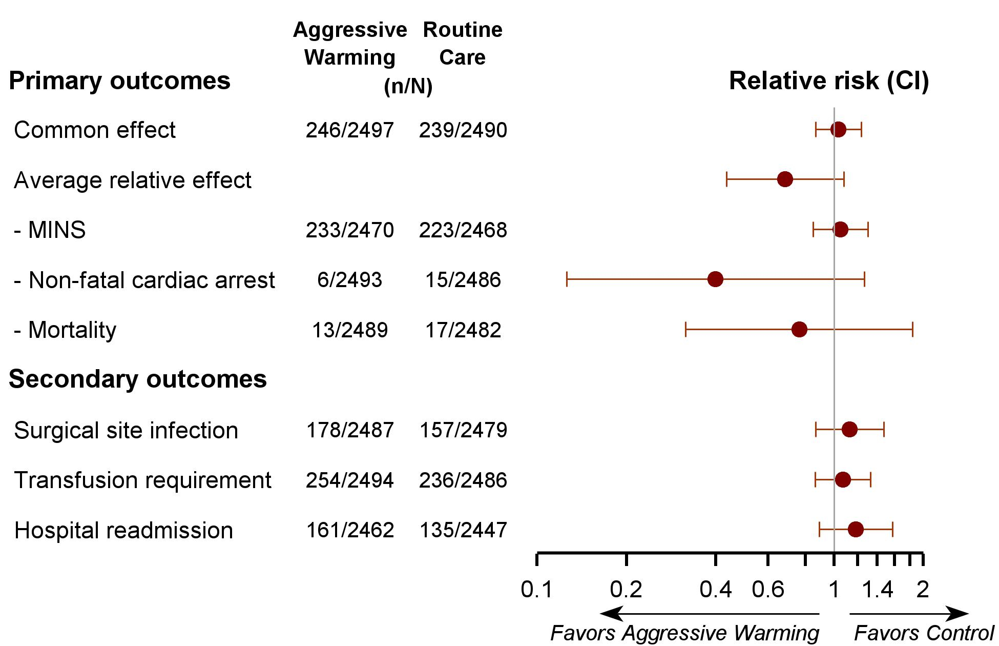 Aggressive Routine
Warming Care
Primary outcomes (n/N) Relative risk (CI)
Common effect 246/2497 239/2490
Average relative effect
- MINS 233/2470 223/2468
- Non-fatal cardiac arrest 6/2493 15/2486
- Mortality 13/2489 17/2482
Secondary outcomes
Surgical site infection 178/2487 157/2479
Transfusion requirement 254/2494 236/2486
Hospital readmission 161/2462 135/2447
0.1 0.2 0.4 0.6 1 1.4 2
Favors Aggressive Warming Favors Control